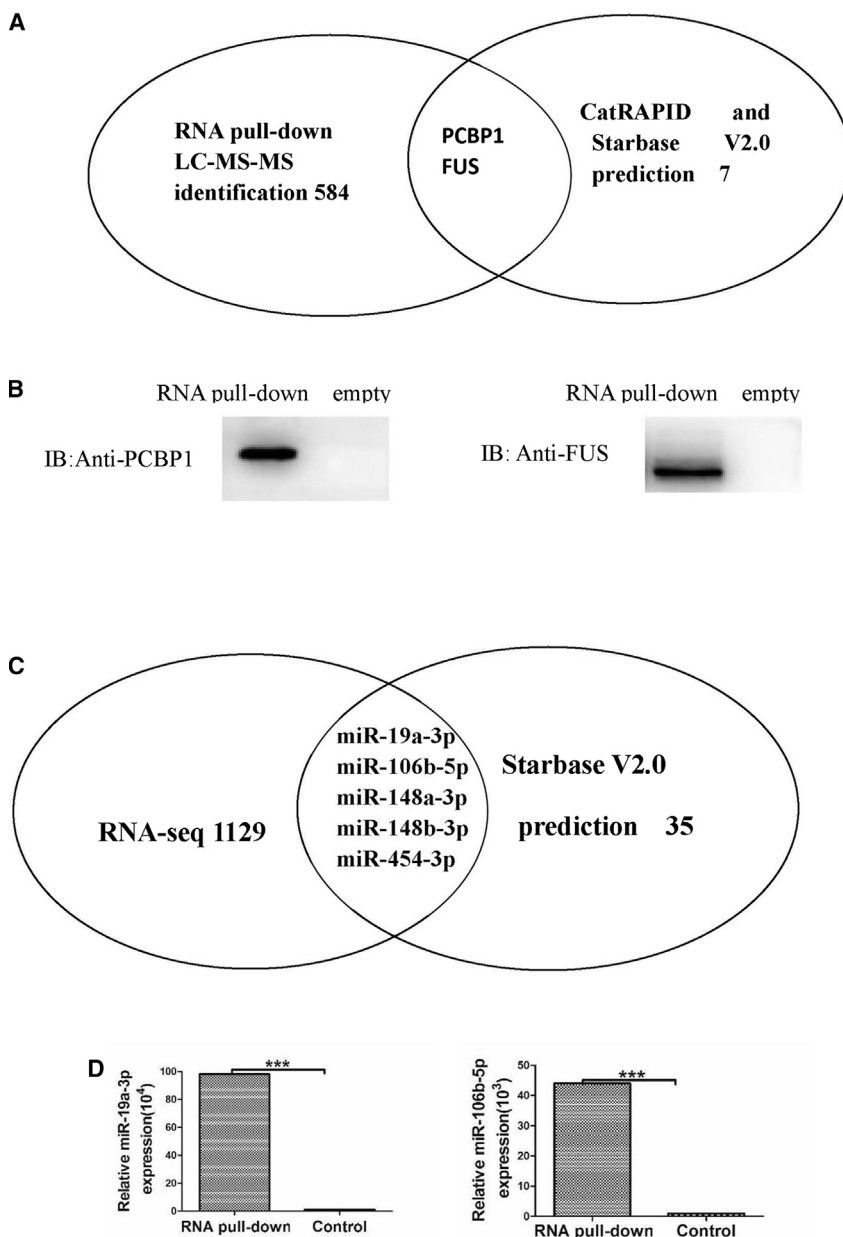 A
RNA pull-down
LC-MS-MS
identification 584
PCBP1
FUS
CatRAPID and
Starbase V2.0
prediction 7
B
RNA pull-down empty
IB:Anti-PCBP1
RNA pull-down empty
IB: Anti-FUS
C
RNA-seq 1129
miR-19a-3p
miR-106b-5p
miR-148a-3p
miR-148b-3p
miR-454-3p
Starbase V2.0
prediction 35
D
Relative miR-19a-3p
expression(10⁴)
100
80
60
40
20
0
***
RNA pull-down Control
Relative miR-106b-5p
expression(10³)
50
40
30
20
10
0
***
RNA pull-down Control